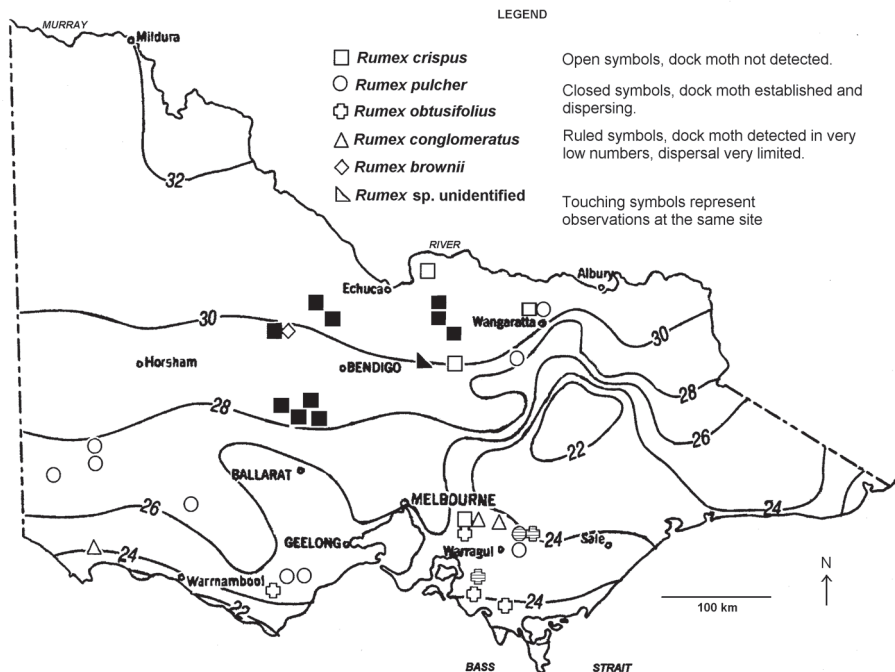 LEGEND
MURRAY
Mildura
Rumex crispus
Open symbols, dock moth not detected.
Rumex pulcher
Closed symbols, dock moth established and
dispersing.
Rumex obtusifolius
Rumex conglomeratus
Ruled symbols, dock moth detected in very
low numbers, dispersal very limited.
Rumex brownii
Rumex sp. unidentified
Touching symbols represent
observations at the same site
32
RIVER
Echuca
Albury
30
Wangaratta
30
Horsham
BENDIGO
28
28
26
22
BALLARAT
MELBOURNE
26
24
24
Sale
GEELONG
Warragul
24
Warrnambool
24
22
N
100 km
BASS STRAIT